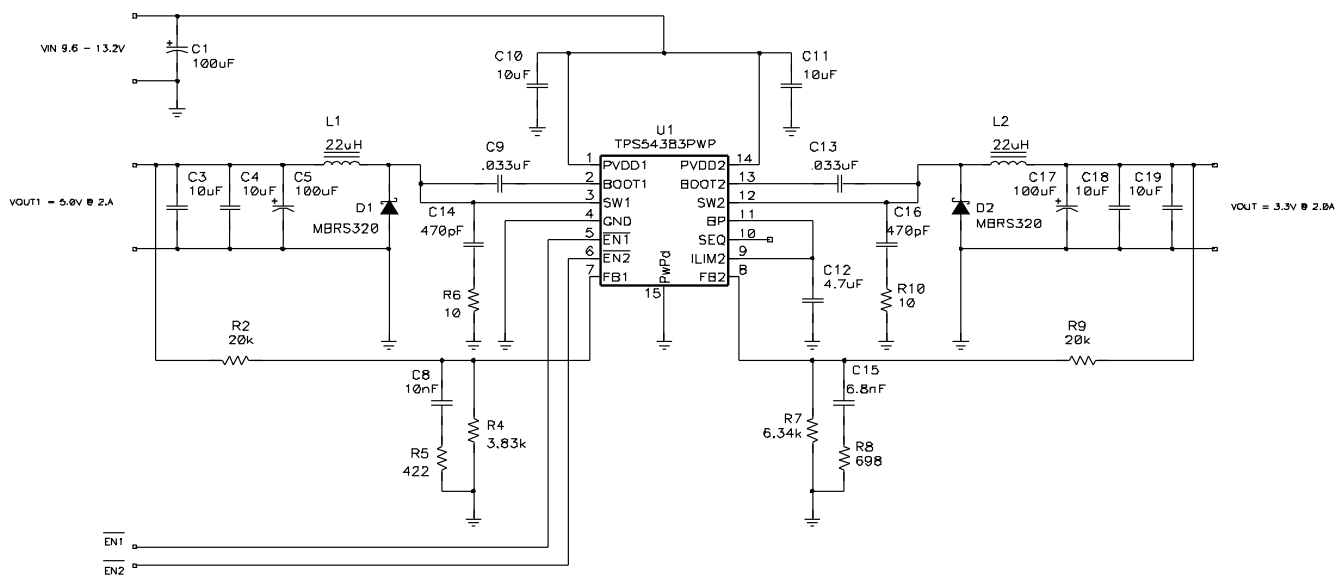 VIN 9.6 - 13.2V
C1
100uF
C10
10uF
C11
10uF
L1
22uH
C3
10uF
C4
10uF
C5
100uF
VOUT1 = 5.0V @ 2.A
D1
MBRS320
C9
.033uF
C14
470pF
R6
10
U1
TPS54383PWP
1 PVDD1
2 BOOT1
3 SW1
4 GND
5 EN1
6 EN2
7 FB1
PVDD2 14
BOOT2 13
SW2 12
BP 11
SEQ 10
ILIM2 9
FB2 8
PwPd
15
C13
.033uF
L2
22uH
C16
470pF
R10
10
C12
4.7uF
D2
MBRS320
C17
100uF
C18
10uF
C19
10uF
VOUT = 3.3V @ 2.0A
R2
20k
R9
20k
C8
10nF
R5
422
R4
3.83k
R7
6.34k
C15
6.8nF
R8
698
EN1
EN2